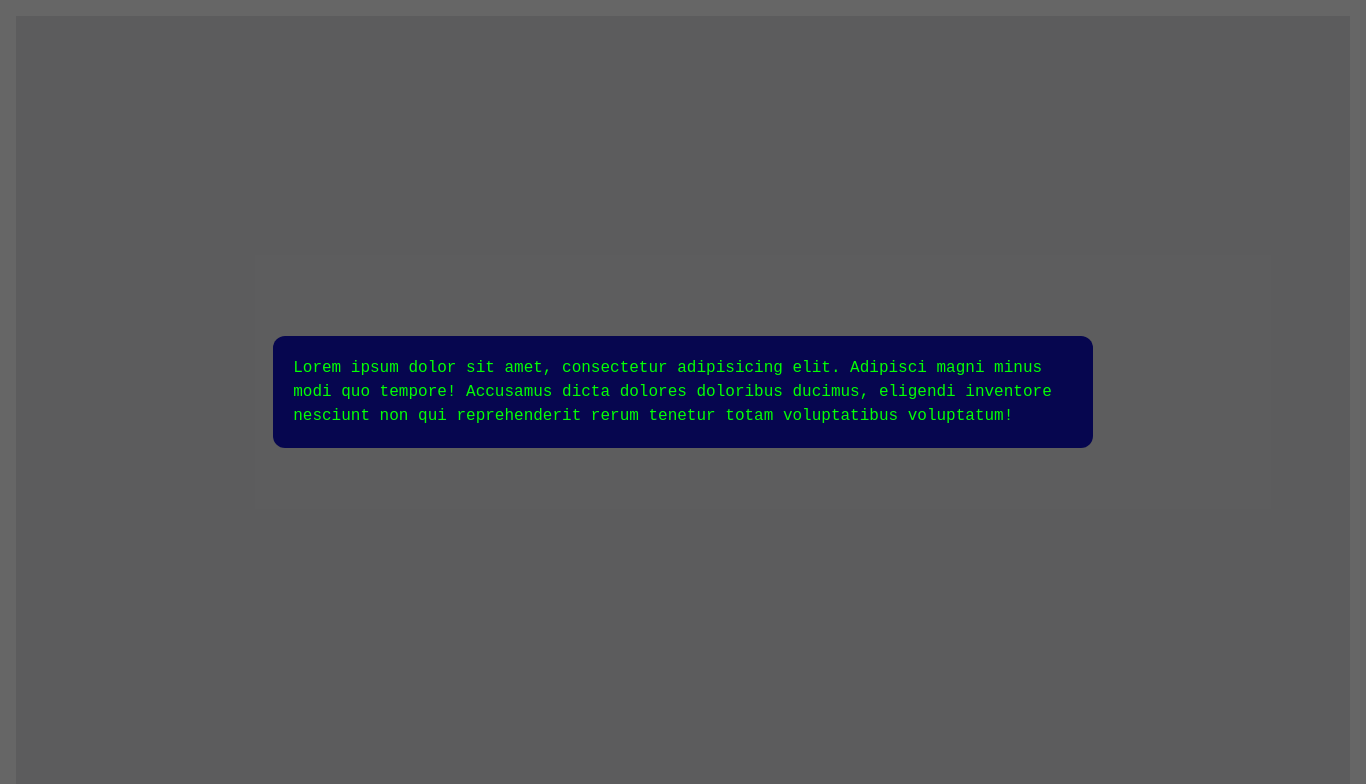 Lorem ipsum dolor sit amet, consectetur adipisicing elit. Adipisci magni minus
modi quo tempore! Accusamus dicta dolores doloribus ducimus, eligendi inventore
nesciunt non qui reprehenderit rerum tenetur totam voluptatibus voluptatum!